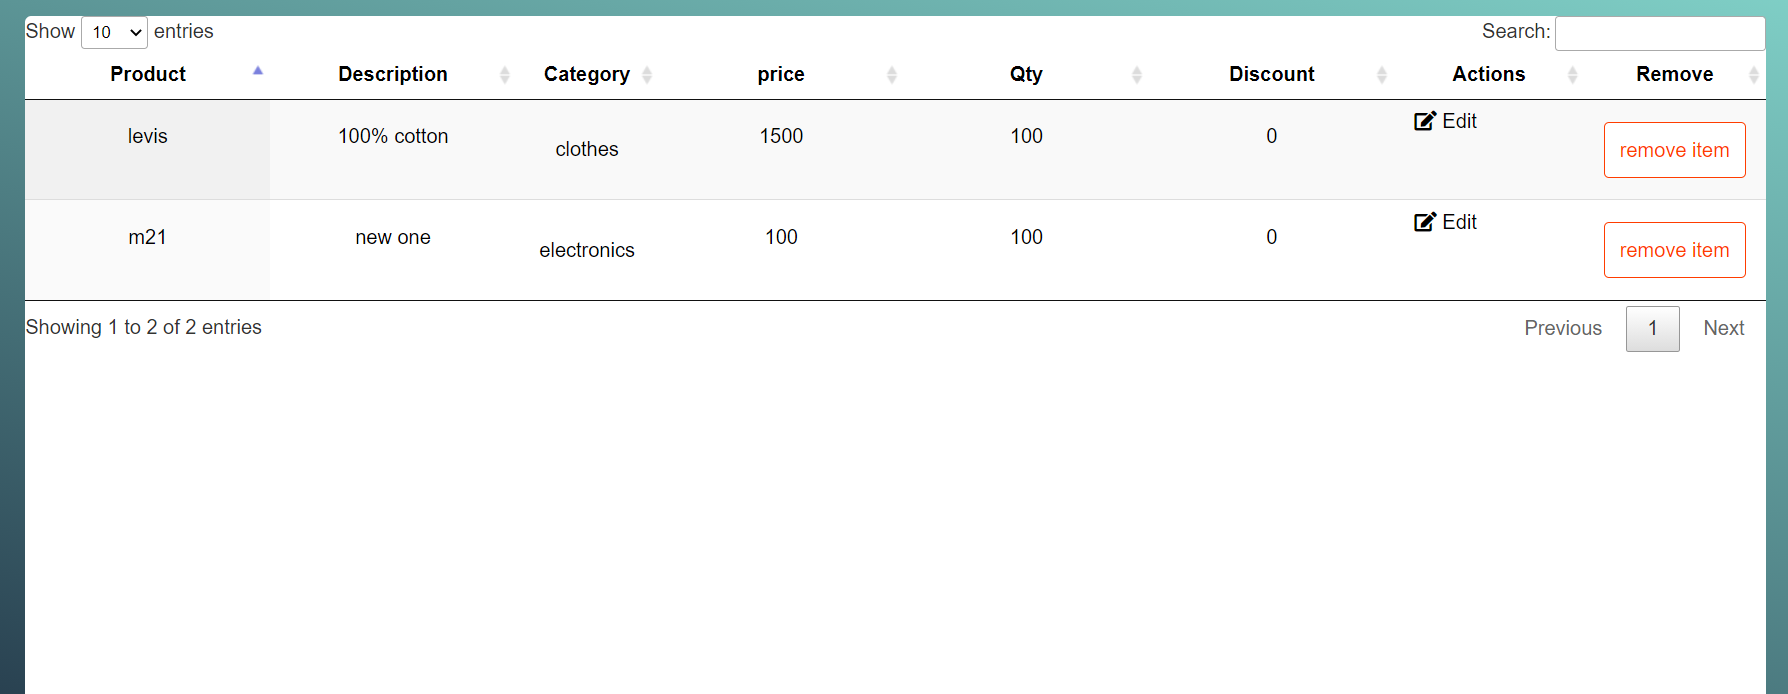 Show 10 entries Search:
Product Description Category price Qty Discount Actions Remove
levis 100% cotton clothes 1500 100 0 Edit remove item
m21 new one electronics 100 100 0 Edit remove item
Showing 1 to 2 of 2 entries Previous 1 Next